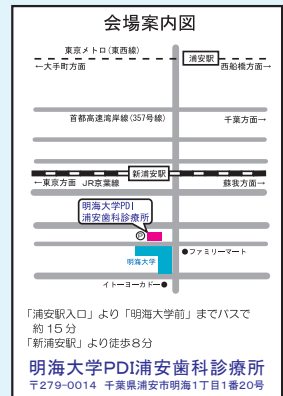 会場案内図
東京メトロ(東西線)
浦安駅
←大手町方面
西船橋方面→
首都高速湾岸線(357号線)
千葉方面→
新浦安駅
←東京方面 JR京葉線
蘇我方面→
明海大学PDI
浦安歯科診療所
P
●ファミリーマート
明海大学
イトーヨーカドー●
「浦安駅入口」より「明海大学前」までバスで
約15分
「新浦安駅」より徒歩8分
明海大学PDI浦安歯科診療所
〒279-0014 千葉県浦安市明海1丁目1番20号